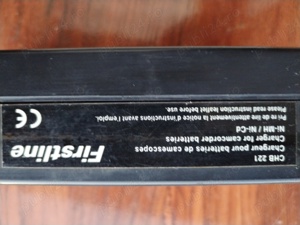 Firstline
CHB 221
Chargeur pour batteries de camescopes
Charger for camcorder batteries
Ni-MH / Ni-Cd
Prière de lire attentivement la notice d'instructions avant l'emploi.
Please read instruction leaflet before use.
CE